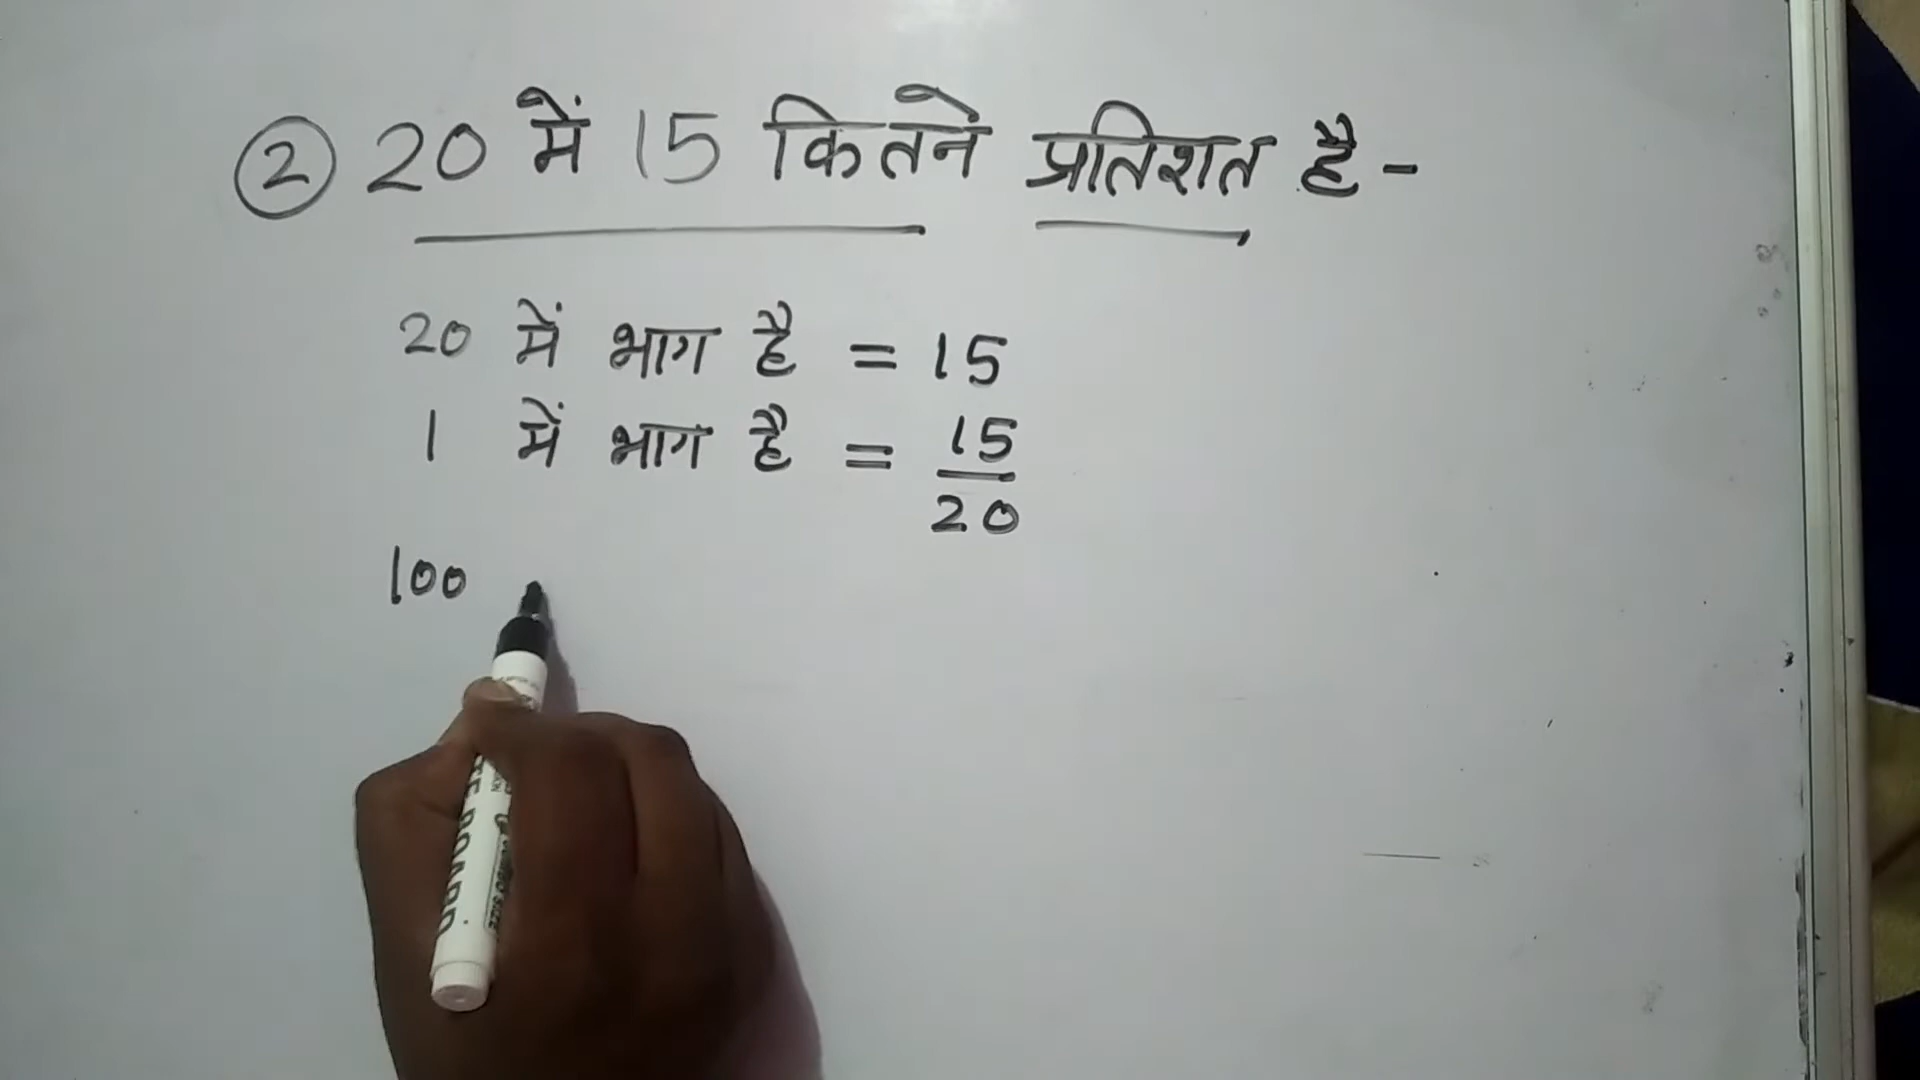 ② 20 में 15 कितने प्रतिशत है -
20 में भाग है = 15
1 में भाग है = 15/20
100